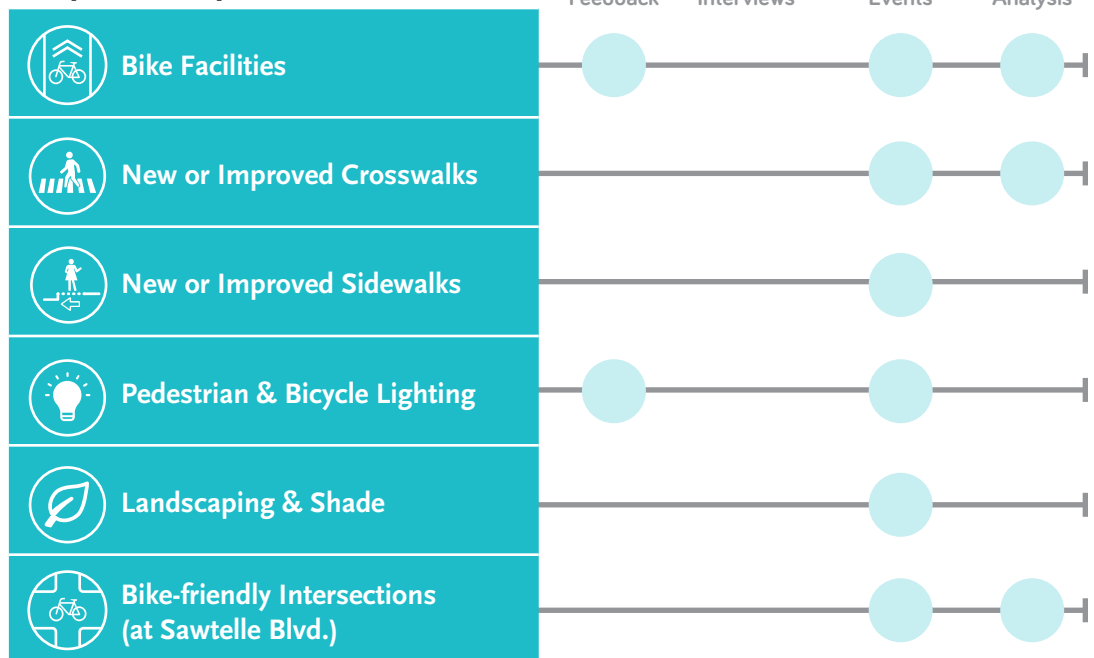 Feedback Interviews Events Analysis
Bike Facilities
New or Improved Crosswalks
New or Improved Sidewalks
Pedestrian & Bicycle Lighting
Landscaping & Shade
Bike-friendly Intersections
(at Sawtelle Blvd.)